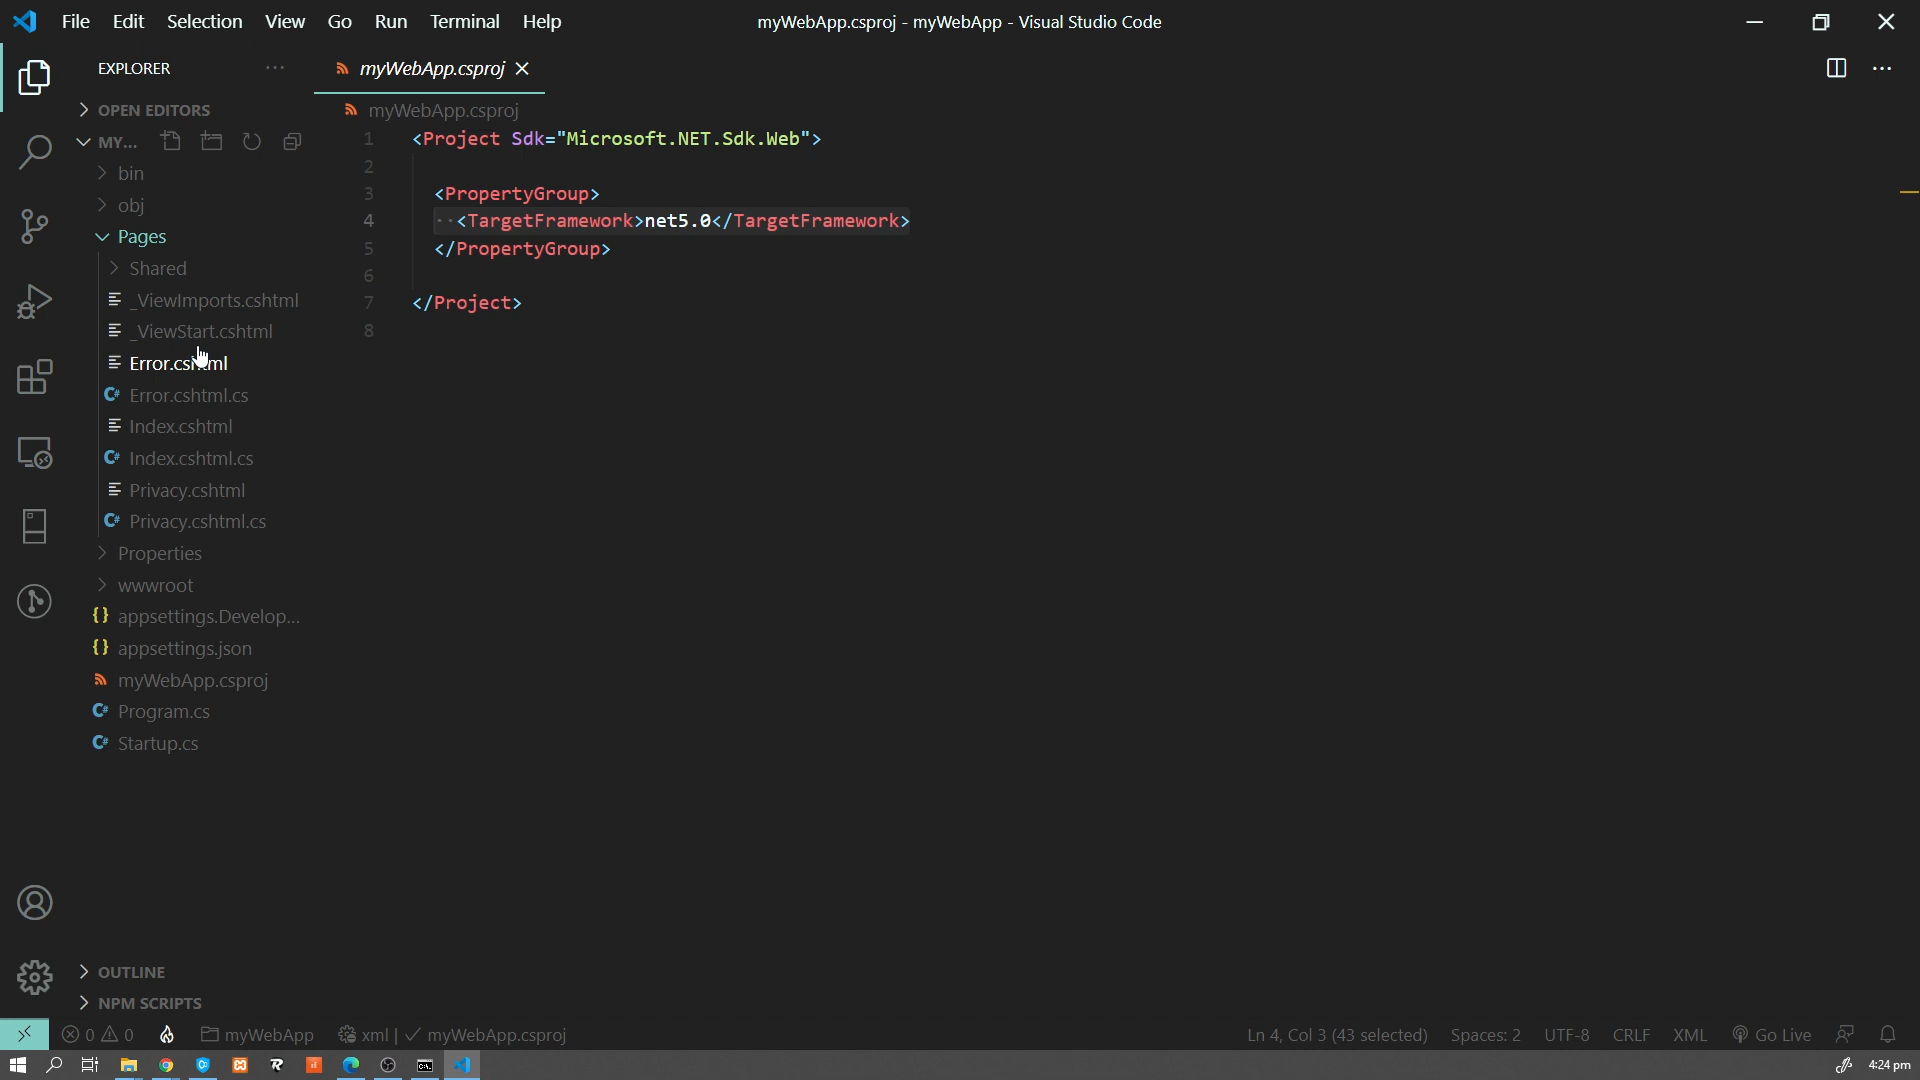 File Edit Selection View Go Run Terminal Help
myWebApp.csproj - myWebApp - Visual Studio Code
EXPLORER
myWebApp.csproj
OPEN EDITORS
MY...
bin
obj
Pages
Shared
_ViewImports.cshtml
_ViewStart.cshtml
Error.cshtml
C# Error.cshtml.cs
Index.cshtml
C# Index.cshtml.cs
Privacy.cshtml
C# Privacy.cshtml.cs
Properties
wwwroot
{} appsettings.Develop...
{} appsettings.json
myWebApp.csproj
C# Program.cs
C# Startup.cs
OUTLINE
NPM SCRIPTS
myWebApp.csproj
1 <Project Sdk="Microsoft.NET.Sdk.Web">
2
3 <PropertyGroup>
4 <TargetFramework>net5.0</TargetFramework>
5 </PropertyGroup>
6
7 </Project>
8
0 0 myWebApp xml | ✓ myWebApp.csproj
Ln 4, Col 3 (43 selected) Spaces: 2 UTF-8 CRLF XML Go Live
4:24 pm